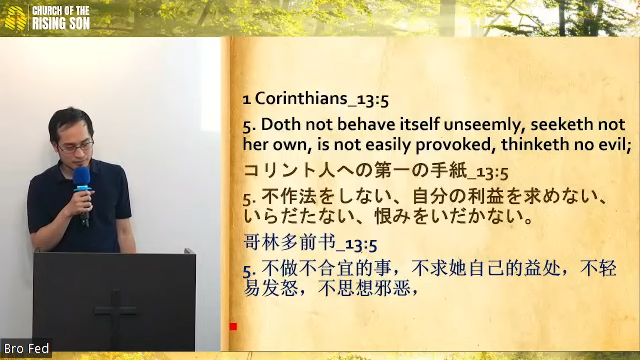 CHURCH OF THE
RISING SON
1 Corinthians_13:5
5. Doth not behave itself unseemly, seeketh not
her own, is not easily provoked, thinketh no evil;
コリント人への第一の手紙_13:5
5. 不作法をしない、自分の利益を求めない、
いらだたない、恨みをいだかない。
哥林多前书_13:5
5. 不做不合宜的事，不求她自己的益处，不轻
易发怒，不思想邪恶，
Bro Fed